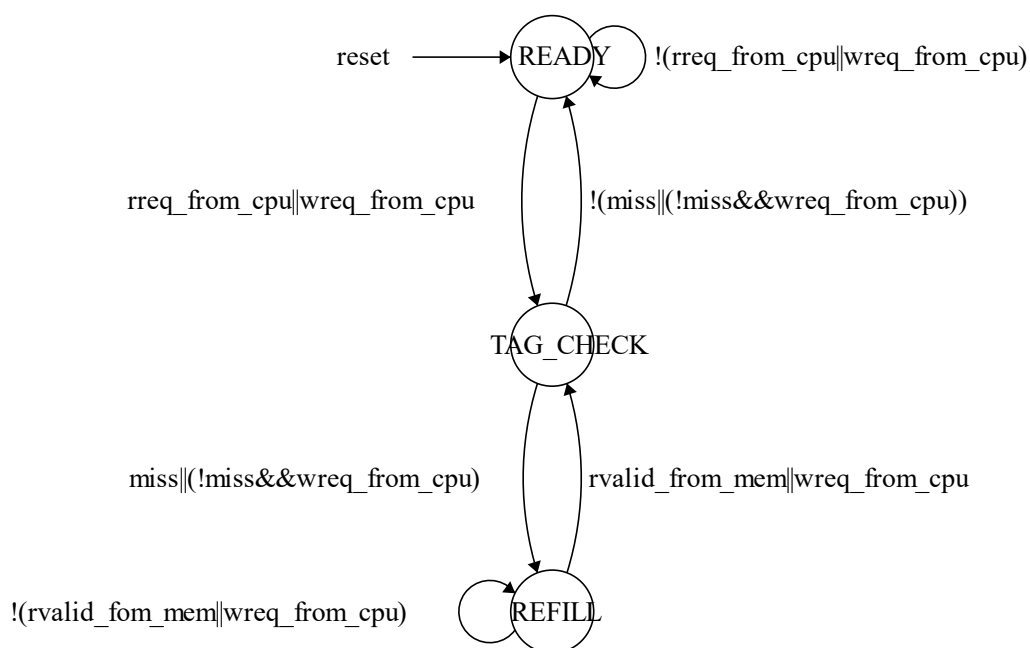 reset
READY
!(rreq_from_cpu||wreq_from_cpu)
rreq_from_cpu||wreq_from_cpu
!(miss||(!miss&&wreq_from_cpu))
TAG_CHECK
miss||(!miss&&wreq_from_cpu)
rvalid_from_mem||wreq_from_cpu
!(rvalid_fom_mem||wreq_from_cpu)
REFILL